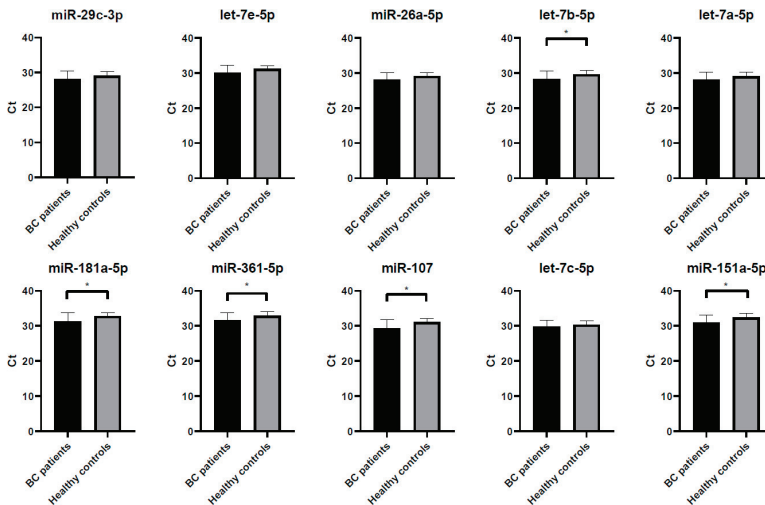 miR-29c-3p
let-7e-5p
miR-26a-5p
let-7b-5p
let-7a-5p
Ct
40
30
20
10
0
BC patients
Healthy controls
Ct
40
30
20
10
0
BC patients
Healthy controls
Ct
40
30
20
10
0
BC patients
Healthy controls
Ct
40
30
20
10
0
*
BC patients
Healthy controls
Ct
40
30
20
10
0
BC patients
Healthy controls
miR-181a-5p
miR-361-5p
miR-107
let-7c-5p
miR-151a-5p
Ct
40
30
20
10
0
*
BC patients
Healthy controls
Ct
40
30
20
10
0
*
BC patients
Healthy controls
Ct
40
30
20
10
0
*
BC patients
Healthy controls
Ct
40
30
20
10
0
BC patients
Healthy controls
Ct
40
30
20
10
0
*
BC patients
Healthy controls